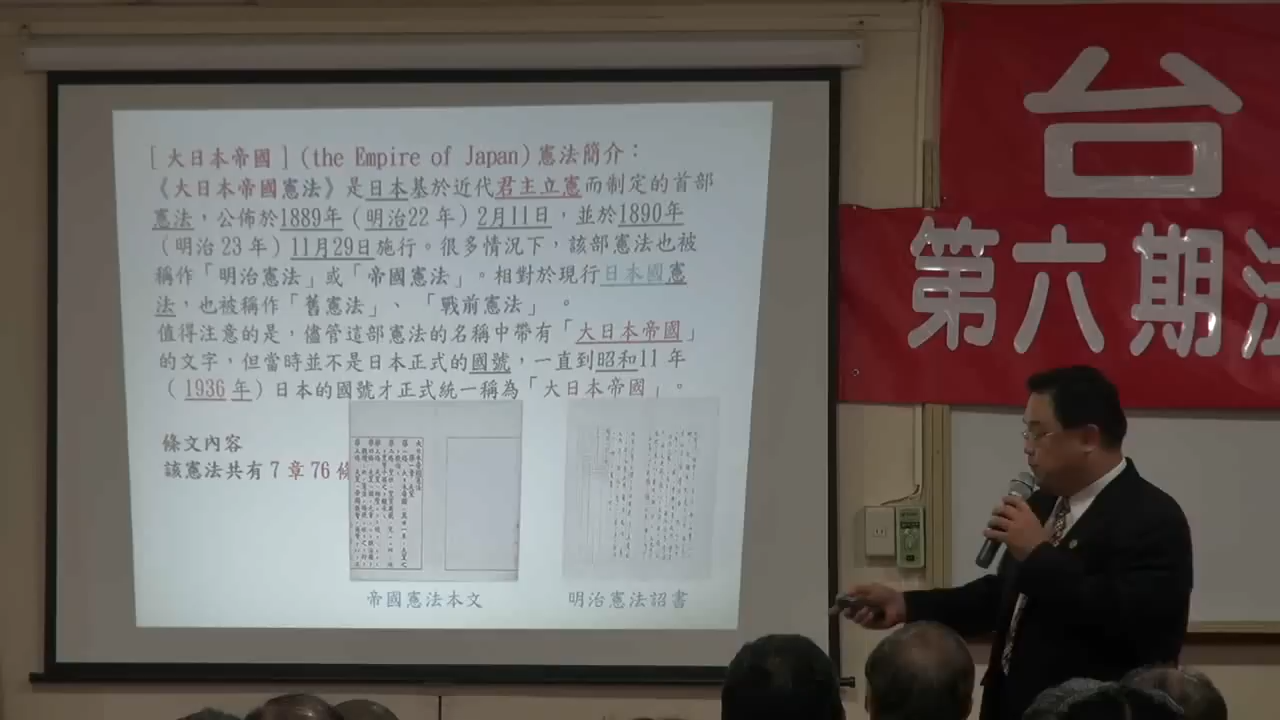 [ 大日本帝國 ] (the Empire of Japan) 憲法簡介：
《大日本帝國憲法》是日本基於近代君主立憲而制定的首部
憲法，公佈於1889年（明治22年）2月11日，並於1890年
（明治23年）11月29日施行。很多情況下，該部憲法也被
稱作「明治憲法」或「帝國憲法」。相對於現行日本國憲
法，也被稱作「舊憲法」、「戰前憲法」。
值得注意的是，儘管這部憲法的名稱中帶有「大日本帝國」
的文字，但當時並不是日本正式的國號，一直到昭和11年
（1936年）日本的國號才正式統一稱為「大日本帝國」。
條文內容
該憲法共有7章76條
帝國憲法本文
明治憲法詔書
台
第六期法